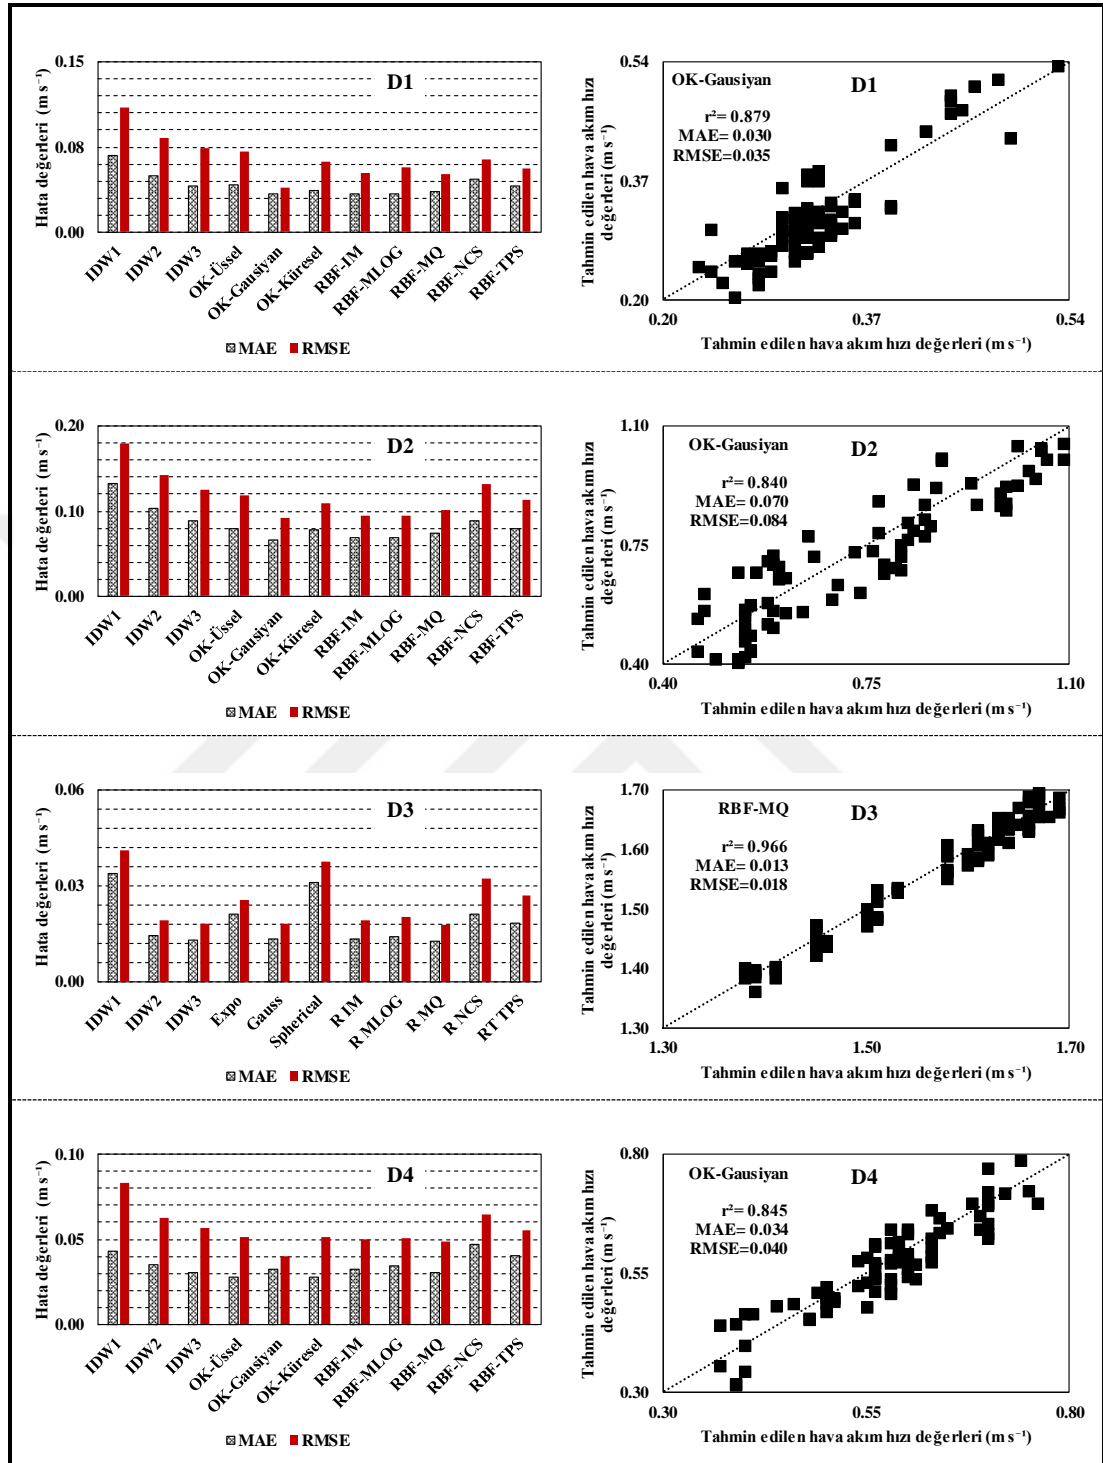 0.15
0.08
0.00
Hata değerleri (m s⁻¹)
D1
IDW1
IDW2
IDW3
OK-Üssel
OK-Gausiyan
OK-Küresel
RBF-IM
RBF-MLOG
RBF-MQ
RBF-NCS
RBF-TPS
MAE RMSE
0.54
0.37
0.20
Tahmin edilen hava akım hızı
değerleri (m s⁻¹)
OK-Gausiyan
D1
r²= 0.879
MAE= 0.030
RMSE=0.035
0.20 0.37 0.54
Tahmin edilen hava akım hızı değerleri (m s⁻¹)
0.20
0.10
0.00
Hata değerleri (m s⁻¹)
D2
IDW1
IDW2
IDW3
OK-Üssel
OK-Gausiyan
OK-Küresel
RBF-IM
RBF-MLOG
RBF-MQ
RBF-NCS
RBF-TPS
MAE RMSE
1.10
0.75
0.40
Tahmin edilen hava akım hızı
değerleri (m s⁻¹)
OK-Gausiyan
D2
r²= 0.840
MAE= 0.070
RMSE=0.084
0.40 0.75 1.10
Tahmin edilen hava akım hızı değerleri (m s⁻¹)
0.06
0.03
0.00
Hata değerleri (m s⁻¹)
D3
IDW1
IDW2
IDW3
Expo
Gauss
Spherical
R IM
R MLOG
R MQ
R NCS
RT TPS
MAE RMSE
1.70
1.60
1.50
1.40
1.30
Tahmin edilen hava akım hızı
değerleri (m s⁻¹)
RBF-MQ
D3
r²= 0.966
MAE= 0.013
RMSE=0.018
1.30 1.50 1.70
Tahmin edilen hava akım hızı değerleri (m s⁻¹)
0.10
0.05
0.00
Hata değerleri (m s⁻¹)
D4
IDW1
IDW2
IDW3
OK-Üssel
OK-Gausiyan
OK-Küresel
RBF-IM
RBF-MLOG
RBF-MQ
RBF-NCS
RBF-TPS
MAE RMSE
0.80
0.55
0.30
Tahmin edilen hava akım hızı
değerleri (m s⁻¹)
OK-Gausiyan
D4
r²= 0.845
MAE= 0.034
RMSE=0.040
0.30 0.55 0.80
Tahmin edilen hava akım hızı değerleri (m s⁻¹)